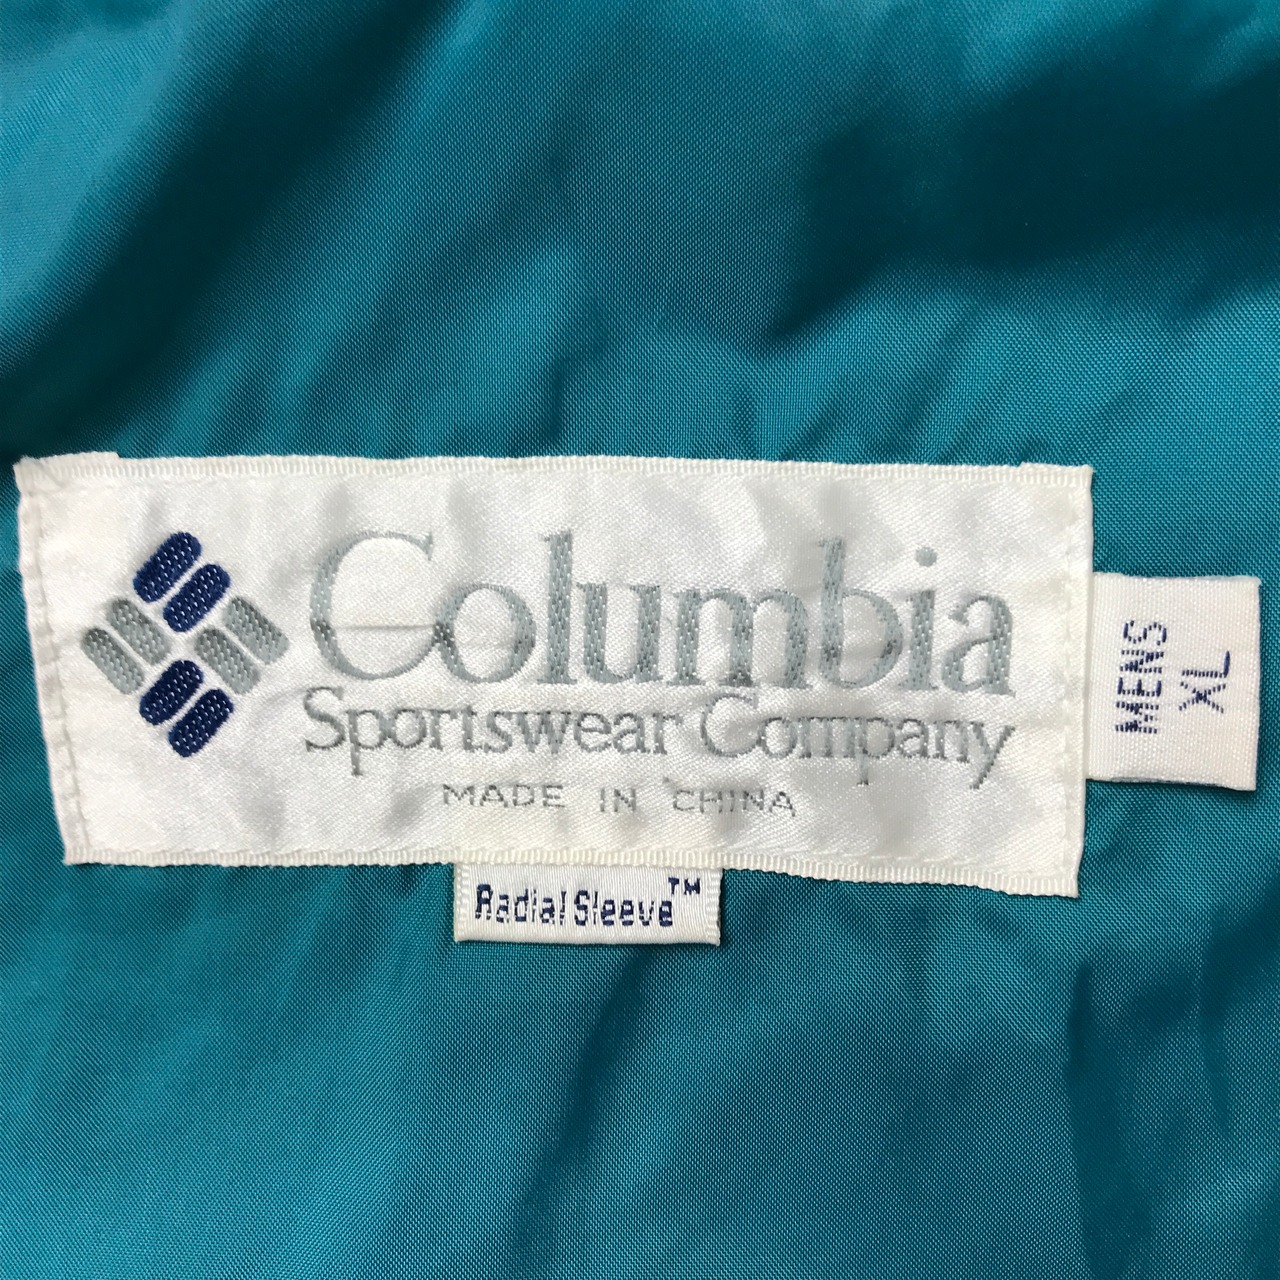 Columbia
Sportswear Company
MADE IN CHINA
Radial Sleeve™
MENS
XL